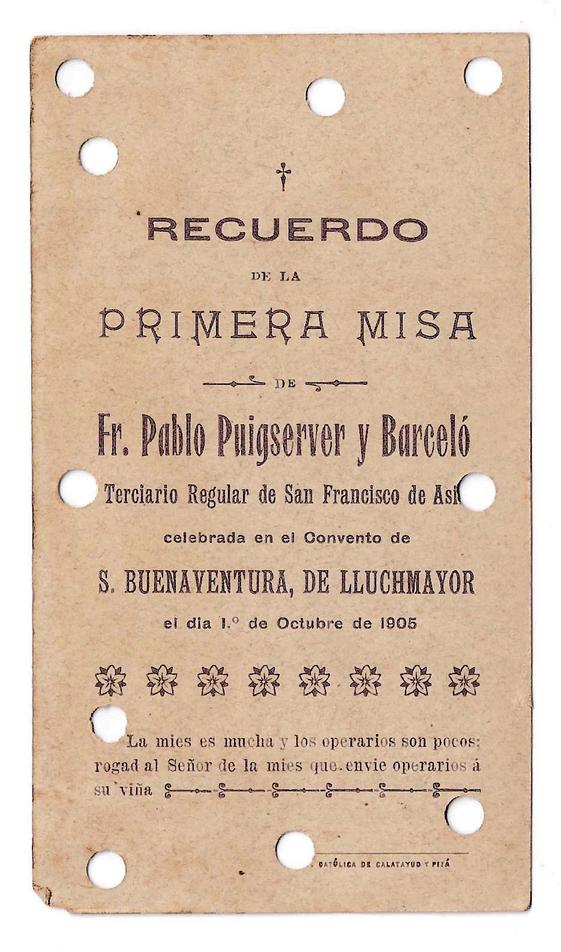 RECUERDO
DE LA
PRIMERA MISA
DE
Fr. Pablo Puigserver y Barceló
Terciario Regular de San Francisco de
celebrada en el Convento de
S. BUENAVENTURA, DE LLUCHMAYOR
el dia 1.º de Octubre de 1905
La mies es mucha y los operarios son pocos;
rogad al Señor de la mies que envie operarios á
su viña
CATÓLICA DE CALATAYUD Y PIZÁ